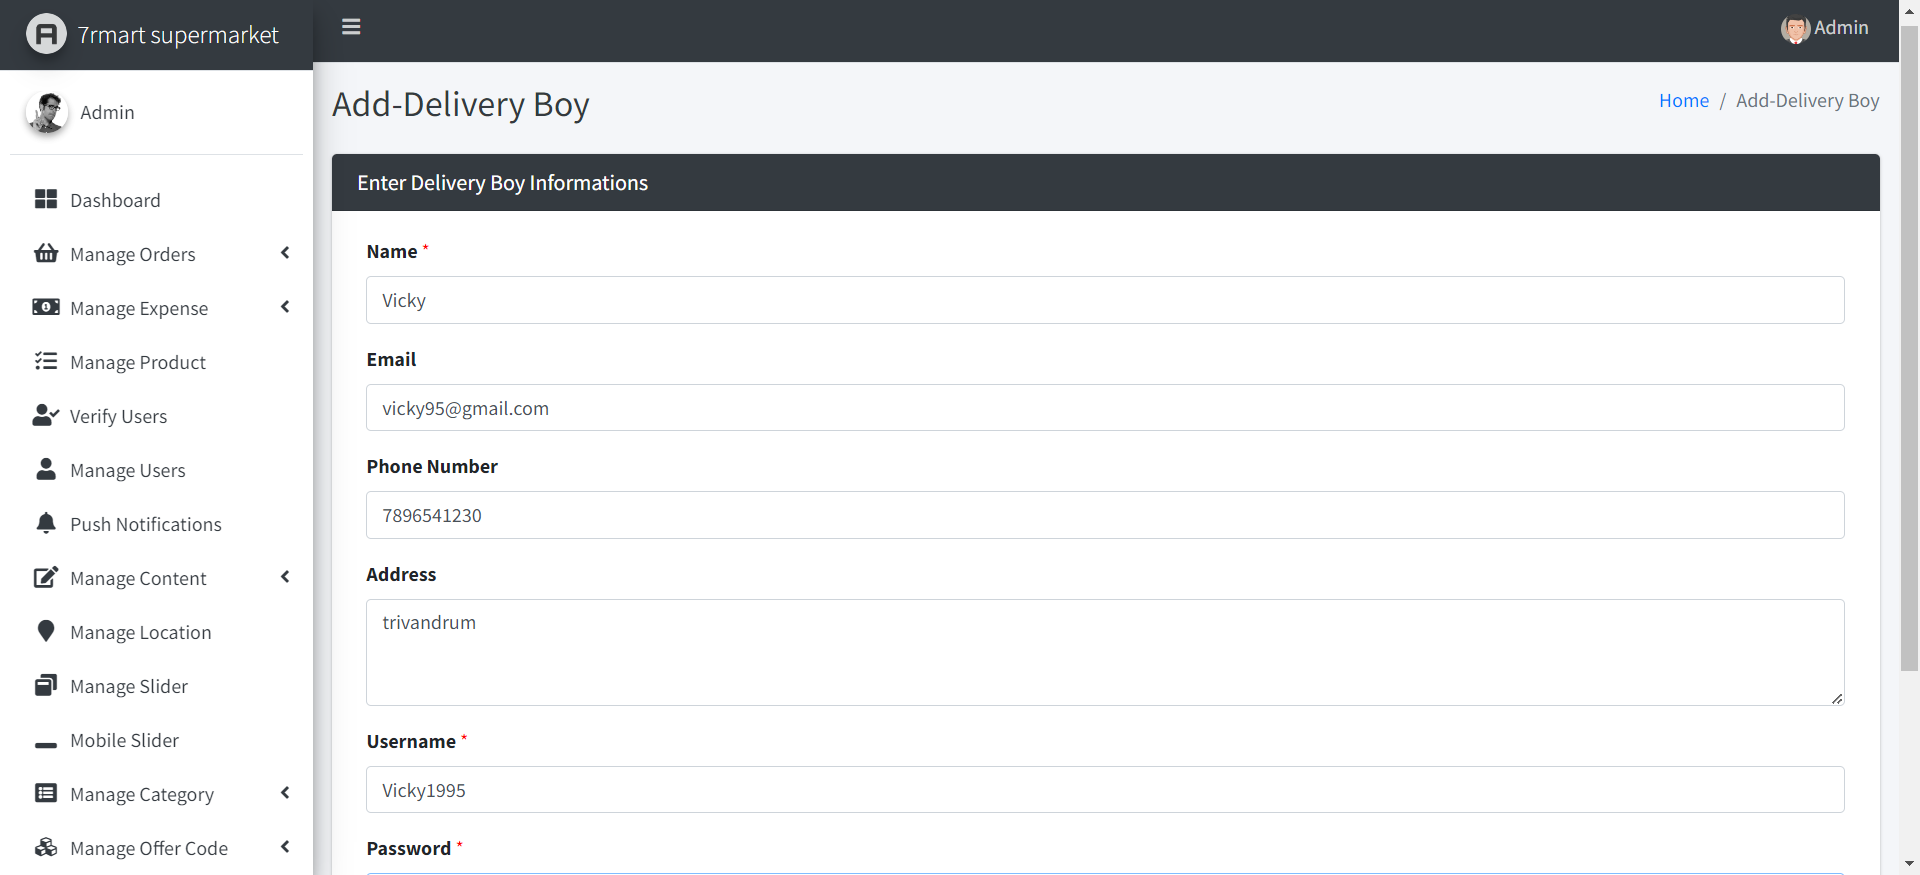 7rmart supermarket
Admin
Admin
Add-Delivery Boy
Home / Add-Delivery Boy
Dashboard
Manage Orders
Manage Expense
Manage Product
Verify Users
Manage Users
Push Notifications
Manage Content
Manage Location
Manage Slider
Mobile Slider
Manage Category
Manage Offer Code
Enter Delivery Boy Informations
Name *
Vicky
Email
vicky95@gmail.com
Phone Number
7896541230
Address
trivandrum
Username *
Vicky1995
Password *